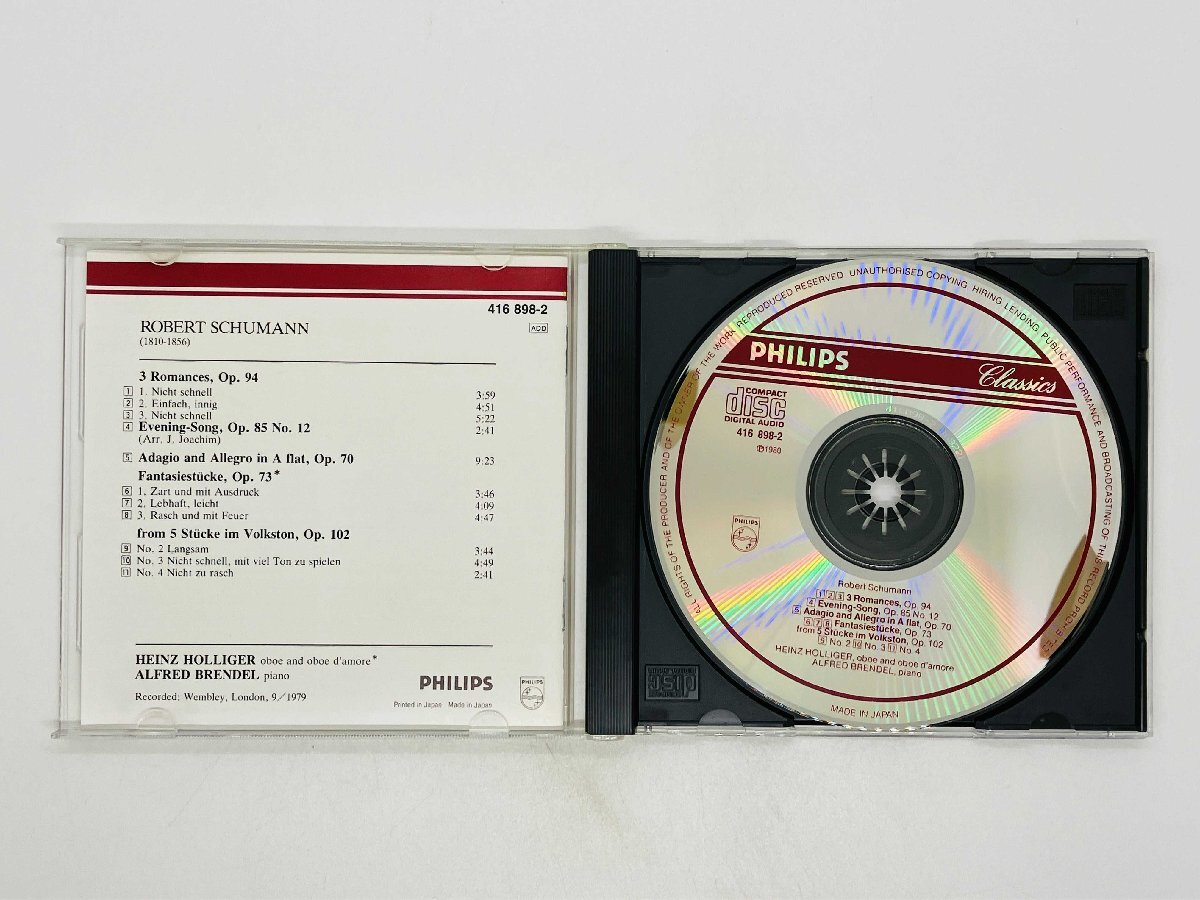 416 898-2
ROBERT SCHUMANN
ADD
(1810-1856)
3 Romances, Op. 94
1 1. Nicht schnell 3:59
2 2. Einfach, innig 4:51
3 3. Nicht schnell 5:22
4 Evening-Song, Op. 85 No. 12 2:41
(Arr. J. Joachim)
5 Adagio and Allegro in A flat, Op. 70 9:23
Fantasiestücke, Op. 73*
6 1. Zart und mit Ausdruck 3:46
7 2. Lebhaft, leicht 4:09
8 3. Rasch und mit Feuer 4:47
from 5 Stücke im Volkston, Op. 102
9 No. 2 Langsam 3:44
10 No. 3 Nicht schnell, mit viel Ton zu spielen 4:49
11 No. 4 Nicht zu rasch 2:41
HEINZ HOLLIGER oboe and oboe d'amore*
ALFRED BRENDEL piano
Recorded: Wembley, London, 9/1979
PHILIPS
PHILIPS
Printed in Japan Made in Japan
ALL RIGHTS OF THE PRODUCER AND OF THE OWNER OF THE WORK REPRODUCED RESERVED UNAUTHORISED COPYING, HIRING LENDING, PUBLIC PERFORMANCE AND BROADCASTING OF THIS RECORD
PHILIPS
Classics
COMPACT
disc
DIGITAL AUDIO
416 898-2
℗1980
PHILIPS
Robert Schumann
1 2 3 3 Romances, Op. 94
4 Evening-Song, Op. 85 No. 12
5 Adagio and Allegro in A flat, Op. 70
6 7 8 Fantasiestücke, Op. 73
from 5 Stücke im Volkston, Op. 102
9 No. 2 10 No. 3 11 No. 4
HEINZ HOLLIGER, oboe and oboe d'amore
ALFRED BRENDEL, piano
MADE IN JAPAN